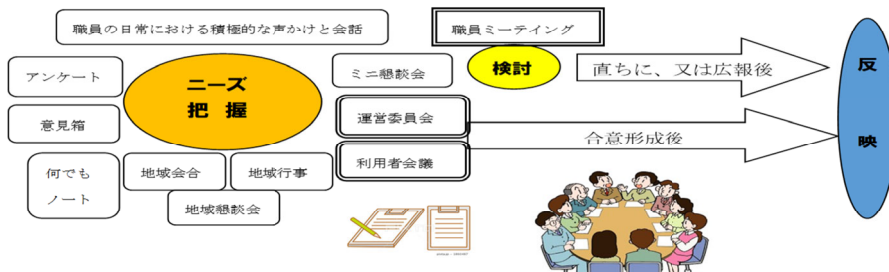 職員の日常における積極的な声かけと会話
職員ミーテイング
アンケート
ニーズ
把 握
ミニ懇談会
検討
直ちに、又は広報後
反
映
意見箱
運営委員会
合意形成後
利用者会議
何でも
ノート
地域会合
地域行事
地域懇談会